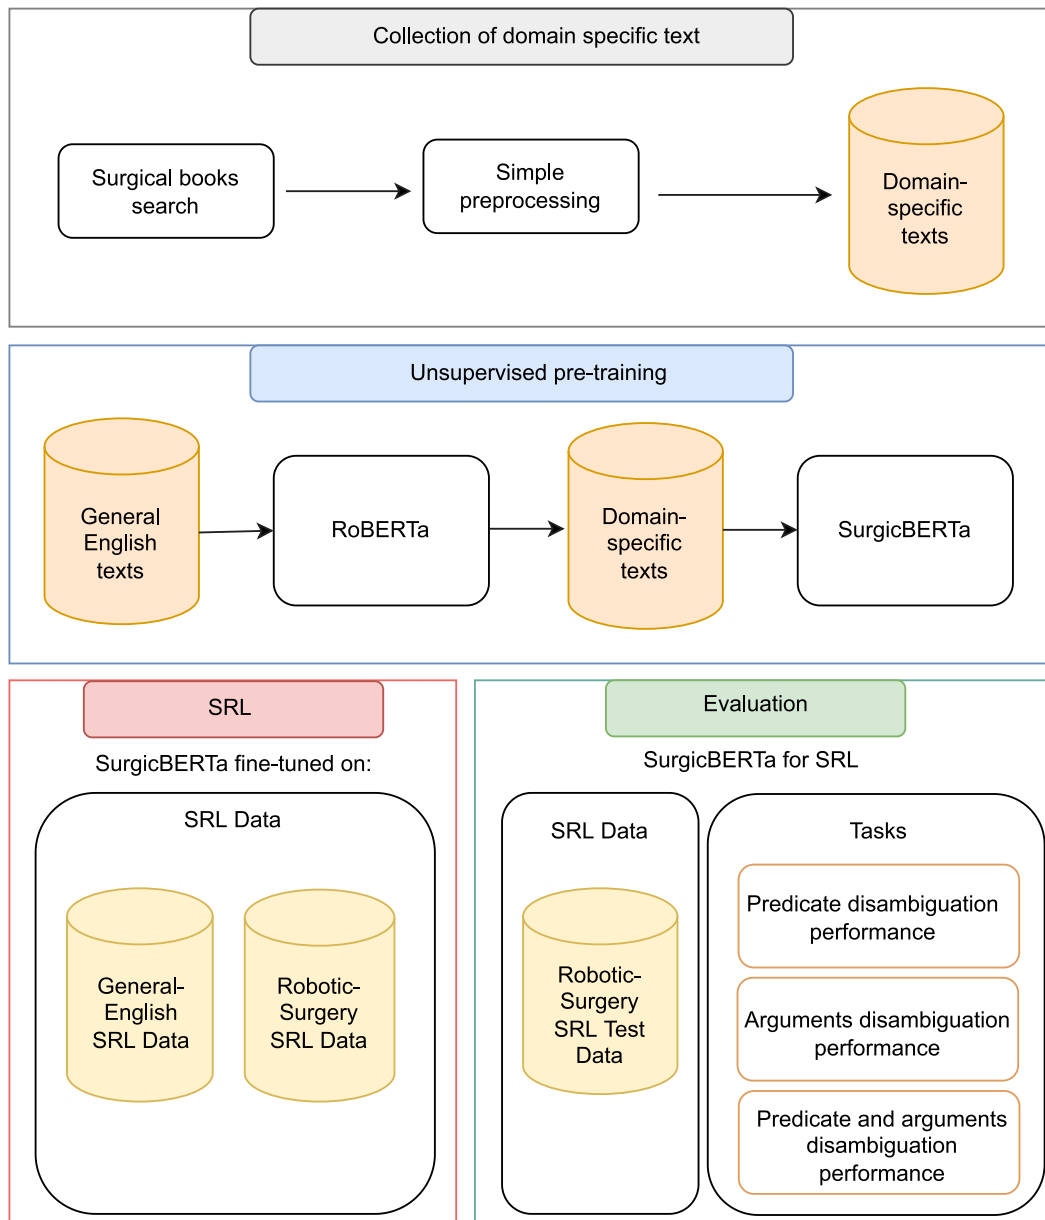 Collection of domain specific text
Surgical books
search
Simple
preprocessing
Domain-
specific
texts
Unsupervised pre-training
General
English
texts
RoBERTa
Domain-
specific
texts
SurgicBERTa
SRL
SurgicBERTa fine-tuned on:
SRL Data
General-
English
SRL Data
Robotic-
Surgery
SRL Data
Evaluation
SurgicBERTa for SRL
SRL Data
Robotic-
Surgery
SRL Test
Data
Tasks
Predicate disambiguation
performance
Arguments disambiguation
performance
Predicate and arguments
disambiguation
performance